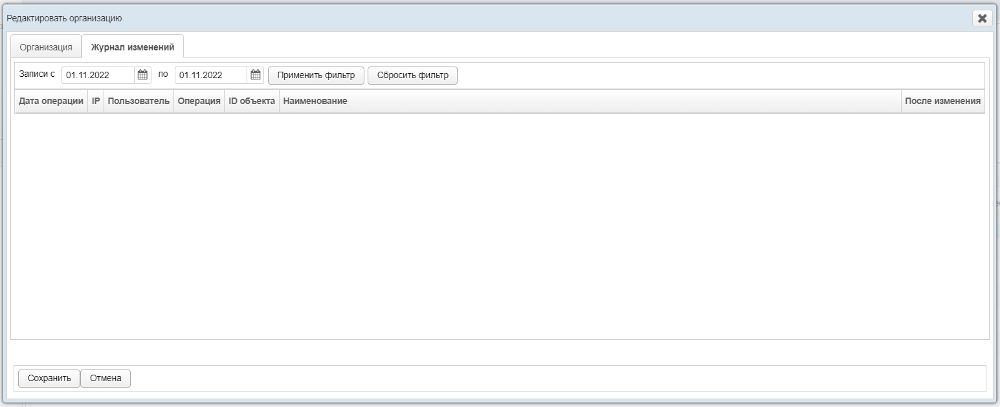 Редактировать организацию
Организация Журнал изменений
Записи с 01.11.2022 по 01.11.2022 Применить фильтр Сбросить фильтр
Дата операции IP Пользователь Операция ID объекта Наименование После изменения
Сохранить Отмена